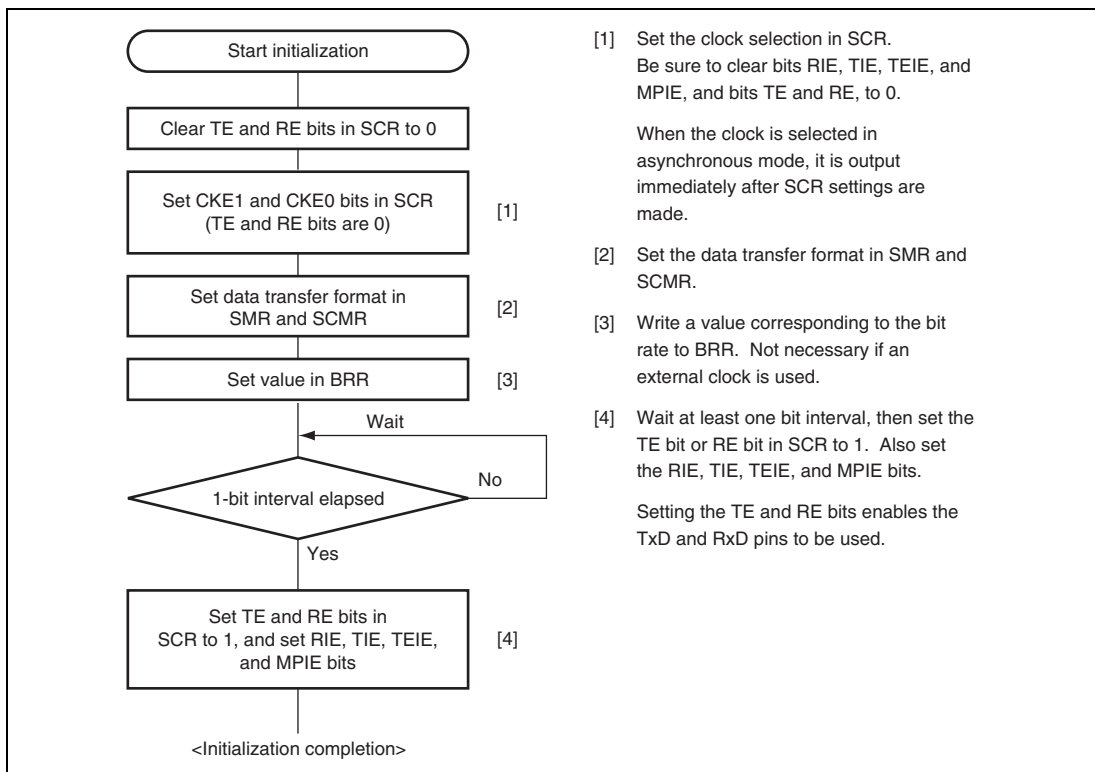 Start initialization
Clear TE and RE bits in SCR to 0
Set CKE1 and CKE0 bits in SCR
(TE and RE bits are 0)
[1]
Set data transfer format in
SMR and SCMR
[2]
Set value in BRR
[3]
Wait
No
1-bit interval elapsed
Yes
Set TE and RE bits in
SCR to 1, and set RIE, TIE, TEIE,
and MPIE bits
[4]
<Initialization completion>
[1] Set the clock selection in SCR.
Be sure to clear bits RIE, TIE, TEIE, and
MPIE, and bits TE and RE, to 0.
When the clock is selected in
asynchronous mode, it is output
immediately after SCR settings are
made.
[2] Set the data transfer format in SMR and
SCMR.
[3] Write a value corresponding to the bit
rate to BRR. Not necessary if an
external clock is used.
[4] Wait at least one bit interval, then set the
TE bit or RE bit in SCR to 1. Also set
the RIE, TIE, TEIE, and MPIE bits.
Setting the TE and RE bits enables the
TxD and RxD pins to be used.